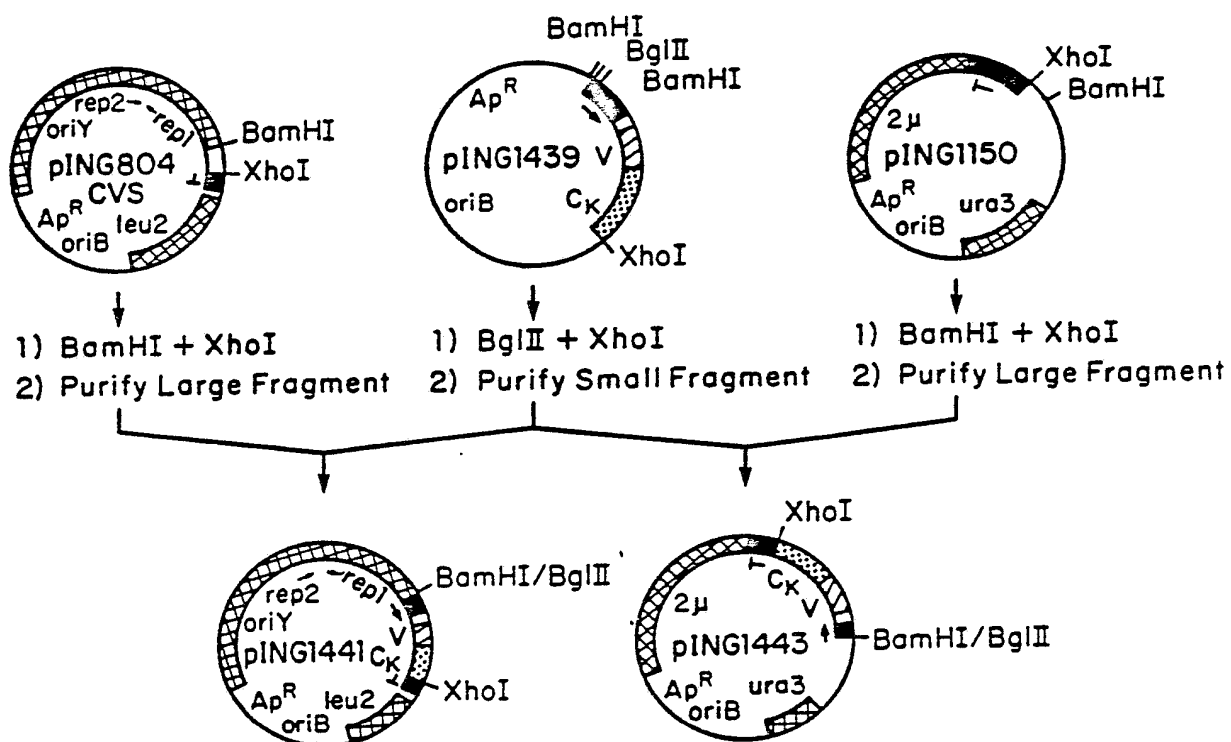 BamHI
BglII
BamHI
ApR
pING1439
V
oriB
CK
XhoI
rep2
rep1
oriY
BamHI
pING804
XhoI
CVS
ApR
leu2
oriB
XhoI
BamHI
2μ
pING1150
ApR
ura3
oriB
1) BamHI + XhoI
2) Purify Large Fragment
1) BglII + XhoI
2) Purify Small Fragment
1) BamHI + XhoI
2) Purify Large Fragment
BamHI/BglII
rep2
rep1
oriY
V
pING1441
CK
XhoI
ApR
leu2
oriB
XhoI
CK
2μ
V
pING1443
BamHI/BglII
ApR
ura3
oriB